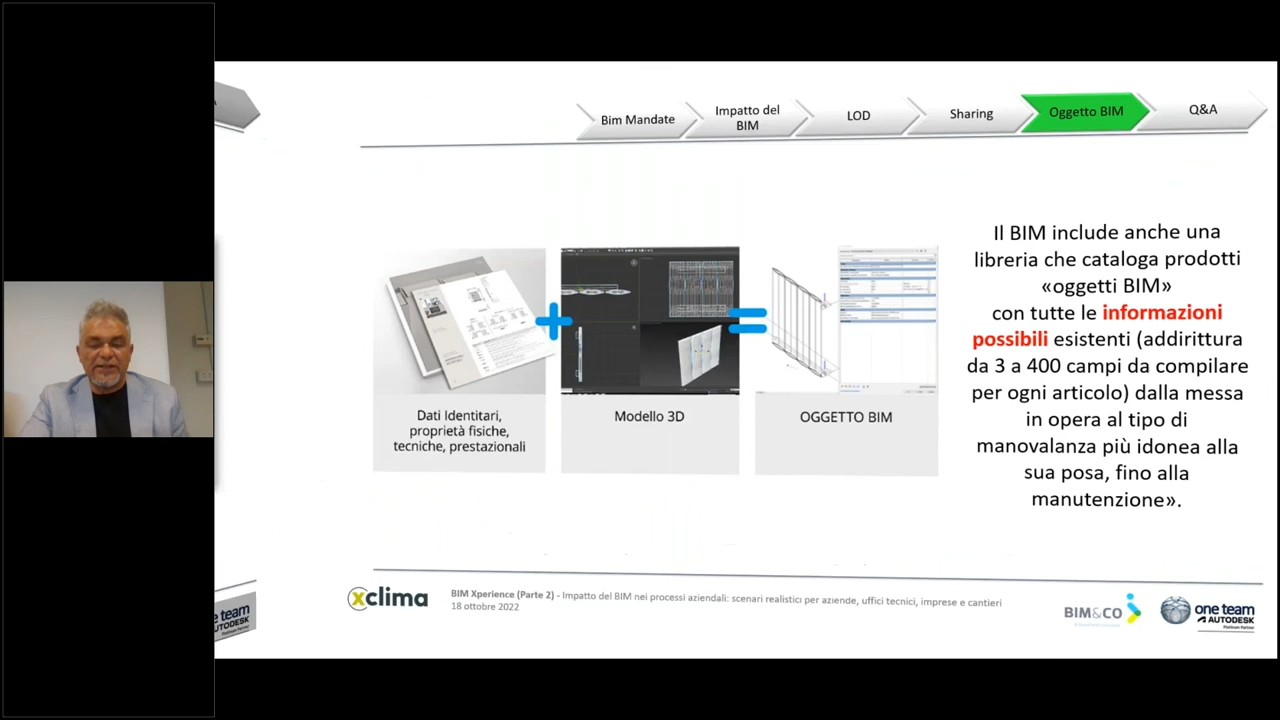 Bim Mandate
Impatto del
BIM
LOD
Sharing
Oggetto BIM
Q&A
Dati Identitari,
proprietà fisiche,
tecniche, prestazionali
Modello 3D
OGGETTO BIM
Il BIM include anche una
libreria che cataloga prodotti
«oggetti BIM»
con tutte le informazioni
possibili esistenti (addirittura
da 3 a 400 campi da compilare
per ogni articolo) dalla messa
in opera al tipo di
manovalanza più idonea alla
sua posa, fino alla
manutenzione».
e team
UTODESK
Platinum Partner
xclima
BIM Xperience (Parte 2) - Impatto del BIM nei processi aziendali: scenari realistici per aziende, uffici tecnici, imprese e cantieri
18 ottobre 2022
BIM&CO
one team
AUTODESK
Platinum Partner